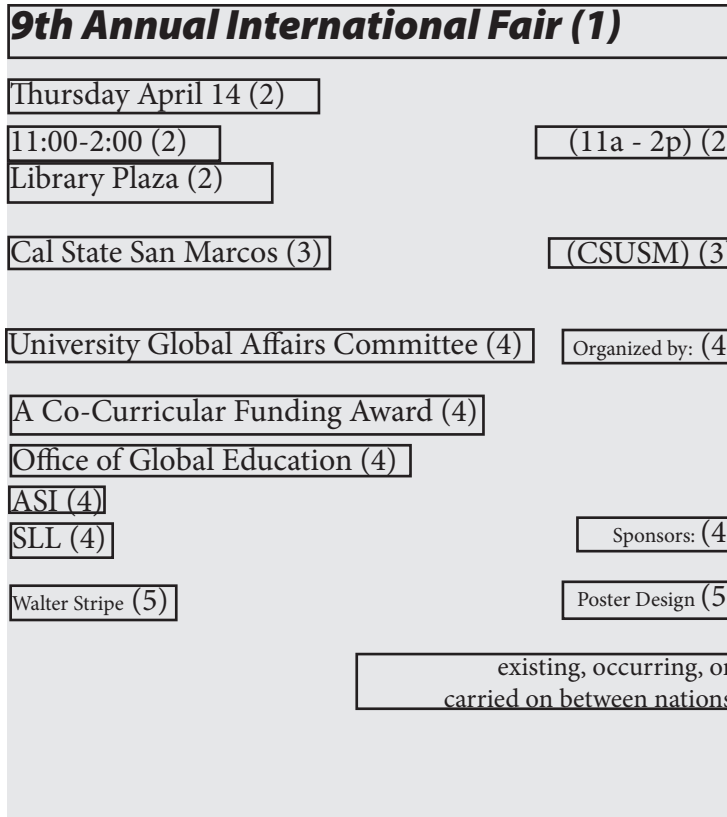 9th Annual International Fair (1)
Thursday April 14 (2)
11:00-2:00 (2) (11a - 2p) (2
Library Plaza (2)
Cal State San Marcos (3) (CSUSM) (3
University Global Affairs Committee (4) Organized by: (4
A Co-Curricular Funding Award (4)
Office of Global Education (4)
ASI (4)
SLL (4) Sponsors: (4
Walter Stripe (5) Poster Design (5
existing, occurring, or
carried on between nations